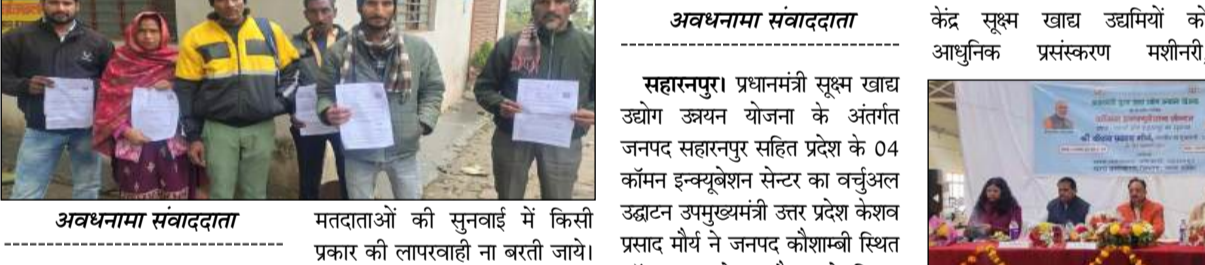 अवधनामा संवाददाता
मतदाताओं की सुनवाई में किसी
प्रकार की लापरवाही ना बरती जाये।
अवधनामा संवाददाता
सहारनपुर। प्रधानमंत्री सूक्ष्म खाद्य
उद्योग उन्नयन योजना के अंतर्गत
जनपद सहारनपुर सहित प्रदेश के 04
कॉमन इन्क्यूबेशन सेन्टर का वर्चुअल
उद्घाटन उपमुख्यमंत्री उत्तर प्रदेश केशव
प्रसाद मौर्य ने जनपद कौशाम्बी स्थित
केंद्र सूक्ष्म खाद्य उद्यमियों को
आधुनिक प्रसंस्करण मशीनरी,